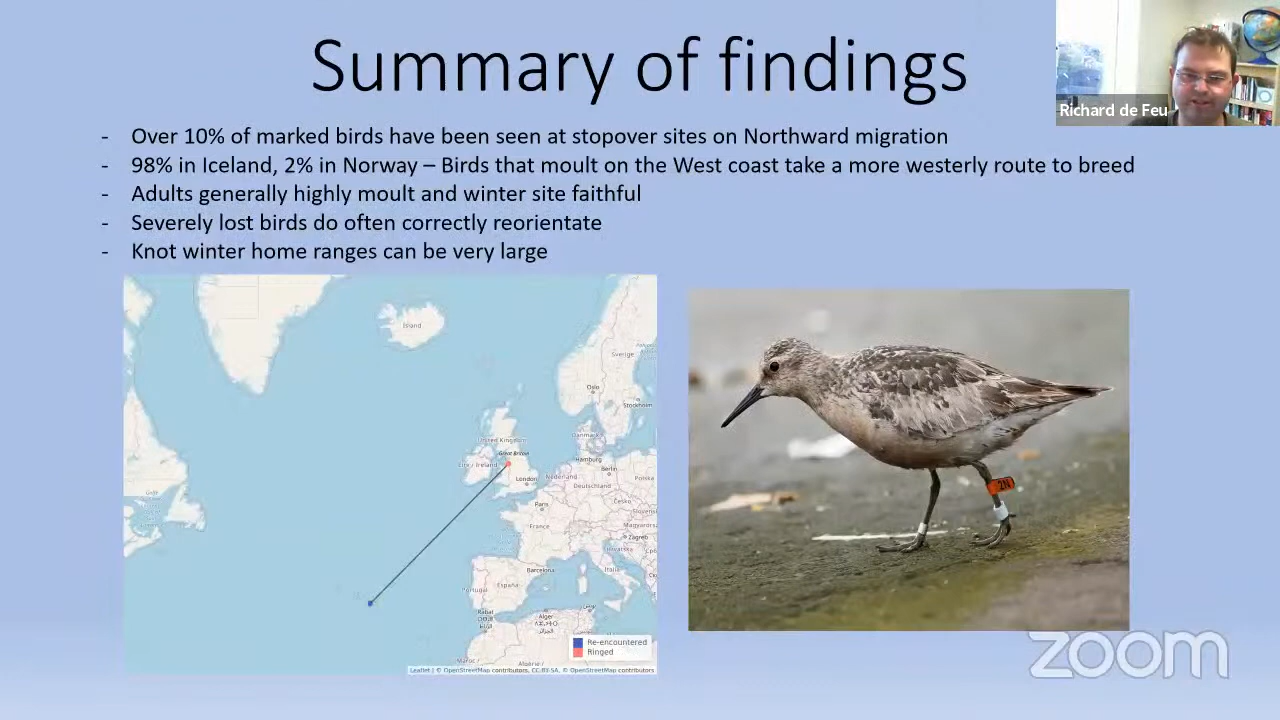 Summary of findings
Richard de Feu
- Over 10% of marked birds have been seen at stopover sites on Northward migration
- 98% in Iceland, 2% in Norway – Birds that moult on the West coast take a more westerly route to breed
- Adults generally highly moult and winter site faithful
- Severely lost birds do often correctly reorientate
- Knot winter home ranges can be very large
Ísland
Sverige
Oslo
Stockholm
Danmark
United Kingdom
Great Britain
Éire / Ireland
Hamburg
Nederland
Berlin
Polska
London
Deutschland
Paris
Česko
France
Magyarország
Zagreb
Hrvatska
Italia
Barcelona
Portugal
España
Rabat
Alger
Maroc /
Algérie /
Re-encountered
Ringed
Leaflet | © OpenStreetMap contributors, CC-BY-SA, © OpenStreetMap contributors
2N
zoom